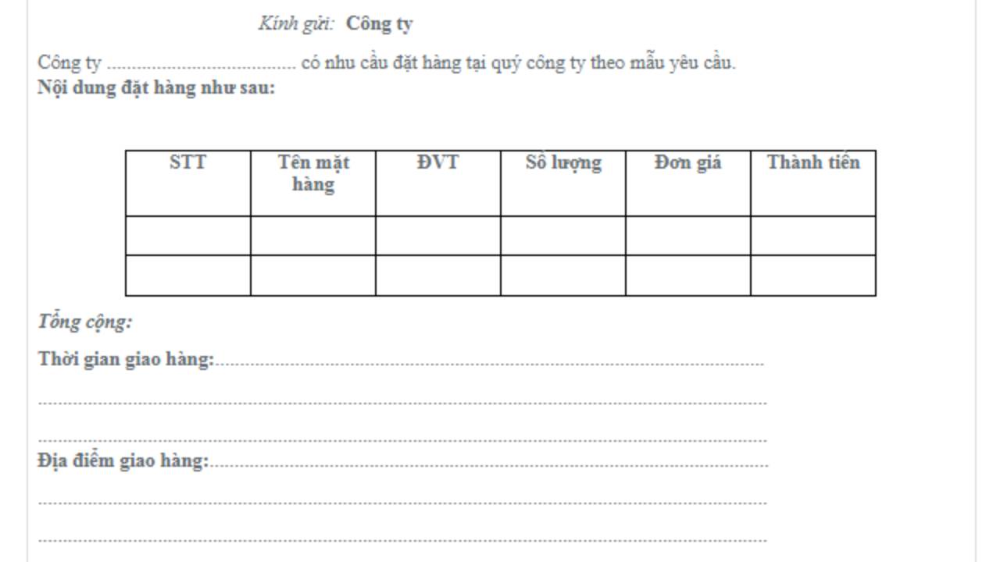 Kính gửi: Công ty
Công ty ...................................... có nhu cầu đặt hàng tại quý công ty theo mẫu yêu cầu.
Nội dung đặt hàng như sau:
STT Tên mặt hàng ĐVT Số lượng Đơn giá Thành tiền
Tổng cộng:
Thời gian giao hàng:..............................................................................................................
..................................................................................................................................................
..................................................................................................................................................
Địa điểm giao hàng:................................................................................................................
..................................................................................................................................................
..................................................................................................................................................